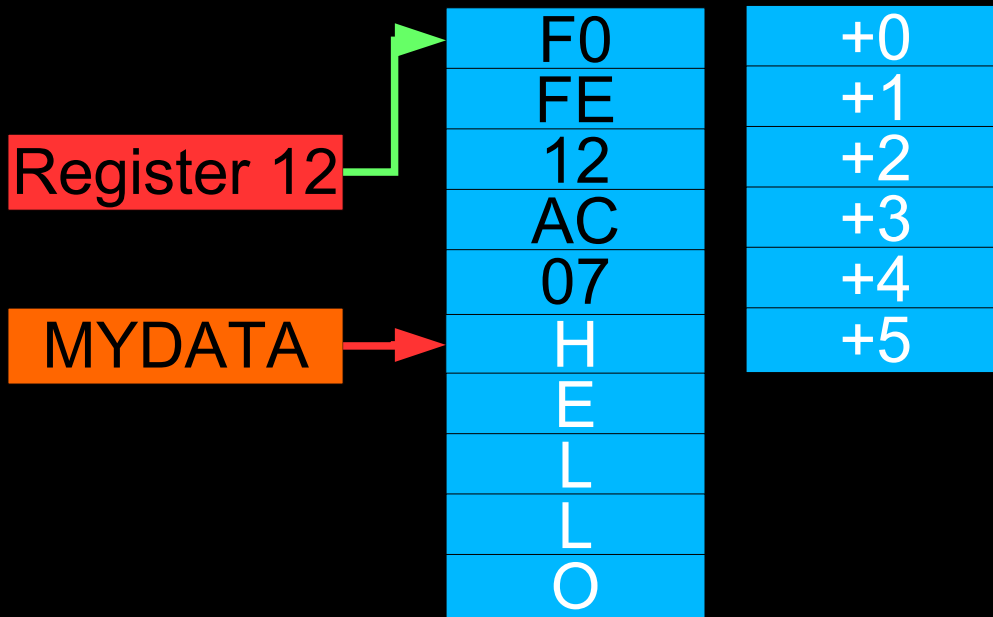 F0 +0
FE +1
Register 12 12 +2
AC +3
07 +4
MYDATA H +5
E
L
L
O